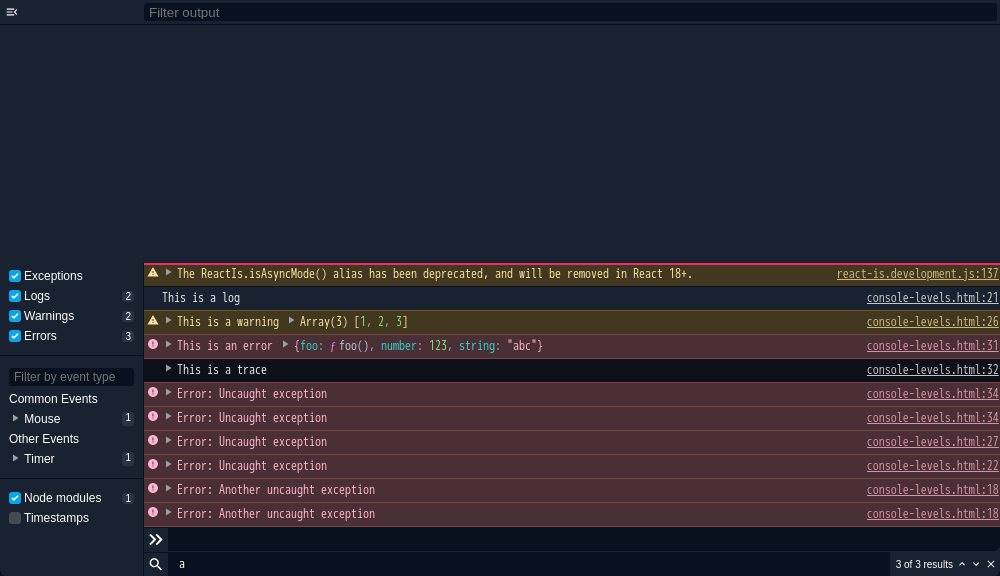 Filter output
Exceptions
Logs 2
Warnings 2
Errors 3
Filter by event type
Common Events
Mouse 1
Other Events
Timer 1
Node modules 1
Timestamps
The ReactIs.isAsyncMode() alias has been deprecated, and will be removed in React 18+. react-is.development.js:137
This is a log console-levels.html:21
This is a warning Array(3) [1, 2, 3] console-levels.html:26
This is an error {foo: ƒ foo(), number: 123, string: "abc"} console-levels.html:31
This is a trace console-levels.html:32
Error: Uncaught exception console-levels.html:34
Error: Uncaught exception console-levels.html:34
Error: Uncaught exception console-levels.html:27
Error: Uncaught exception console-levels.html:22
Error: Another uncaught exception console-levels.html:18
Error: Another uncaught exception console-levels.html:18
a
3 of 3 results